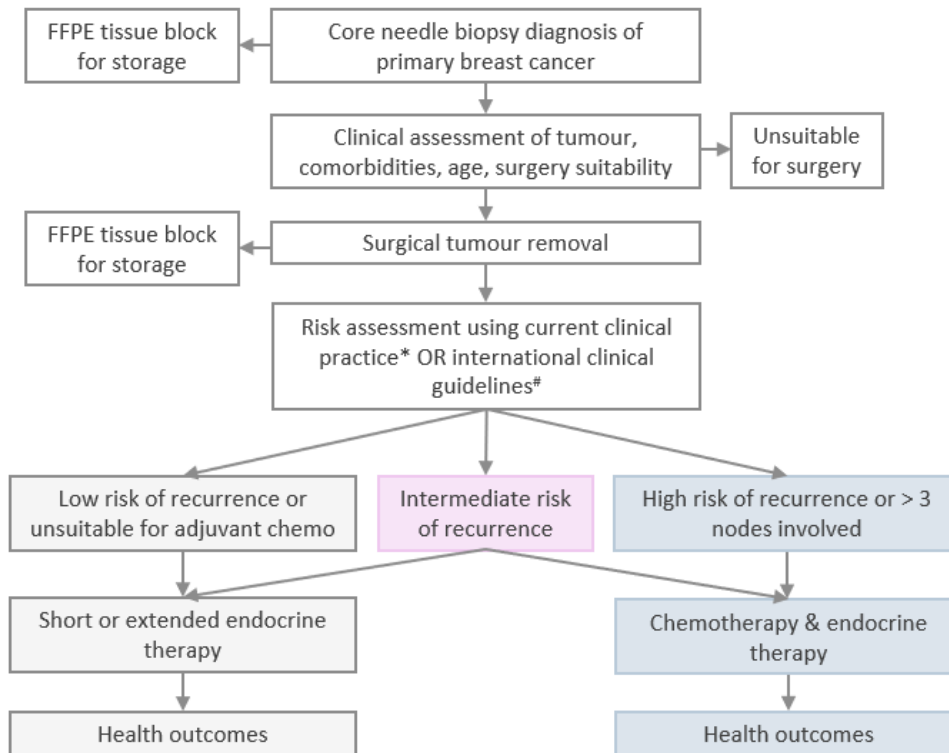 FFPE tissue block
for storage
Core needle biopsy diagnosis of
primary breast cancer
Clinical assessment of tumour,
comorbidities, age, surgery suitability
Unsuitable
for surgery
FFPE tissue block
for storage
Surgical tumour removal
Risk assessment using current clinical
practice* OR international clinical
guidelines#
Low risk of recurrence or
unsuitable for adjuvant chemo
Intermediate risk
of recurrence
High risk of recurrence or > 3
nodes involved
Short or extended endocrine
therapy
Chemotherapy & endocrine
therapy
Health outcomes
Health outcomes